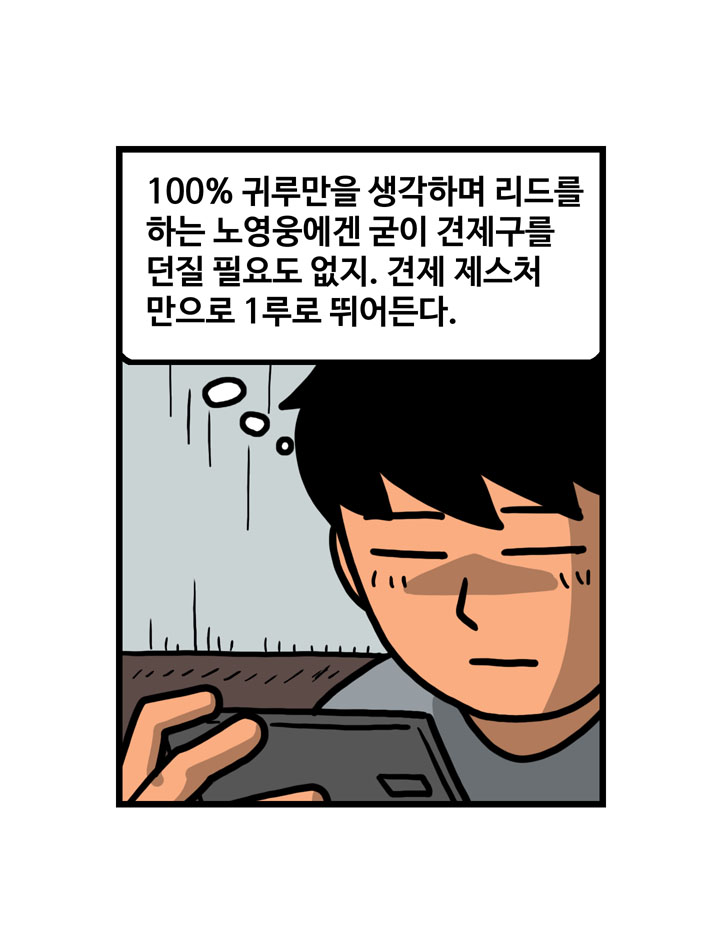 100% 귀루만을 생각하며 리드를
하는 노영웅에겐 굳이 견제구를
던질 필요도 없지. 견제 제스처
만으로 1루로 뛰어든다.